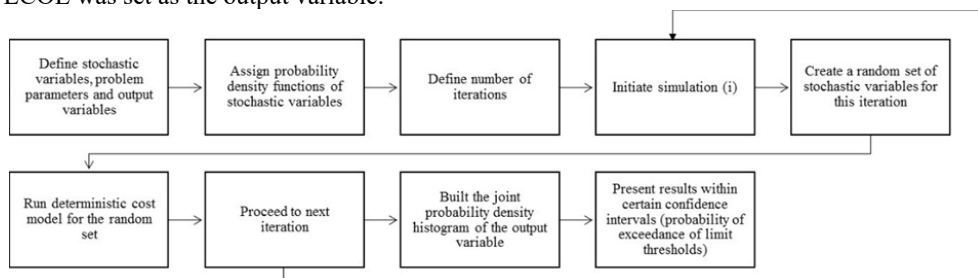 LCOE was set as the output variable.
Define stochastic
variables, problem
parameters and output
variables
Assign probability
density functions of
stochastic variables
Define number of
iterations
Initiate simulation (i)
Create a random set of
stochastic variables for
this iteration
Run deterministic cost
model for the random
set
Proceed to next
iteration
Built the joint
probability density
histogram of the output
variable
Present results within
certain confidence
intervals (probability of
exceedance of limit
thresholds)